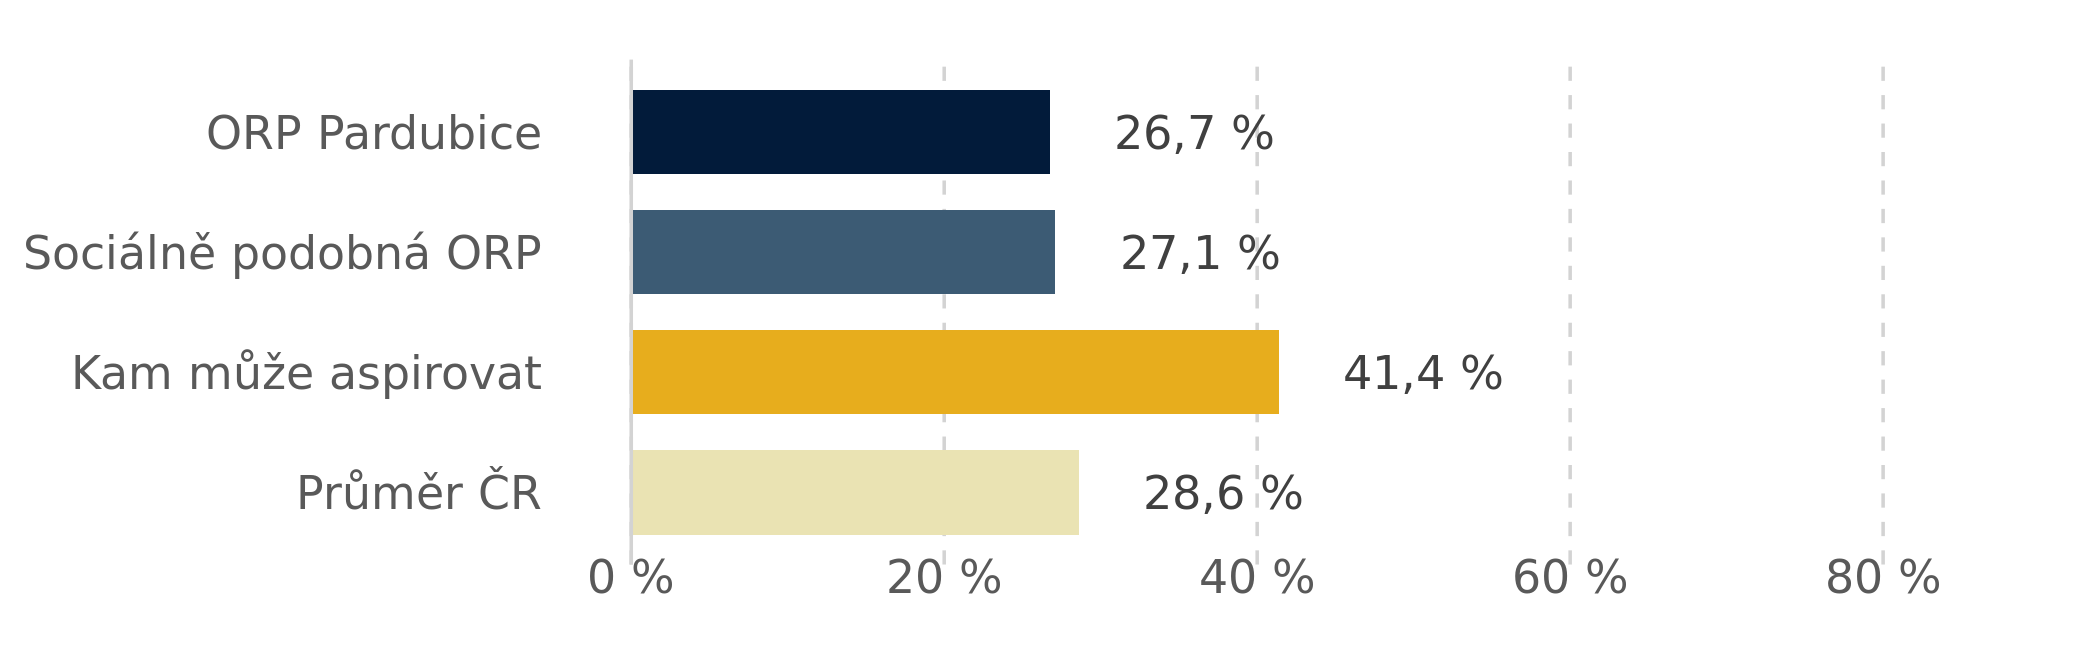 ORP Pardubice 26,7 %
Sociálně podobná ORP 27,1 %
Kam může aspirovat 41,4 %
Průměr ČR 28,6 %
0 % 20 % 40 % 60 % 80 %